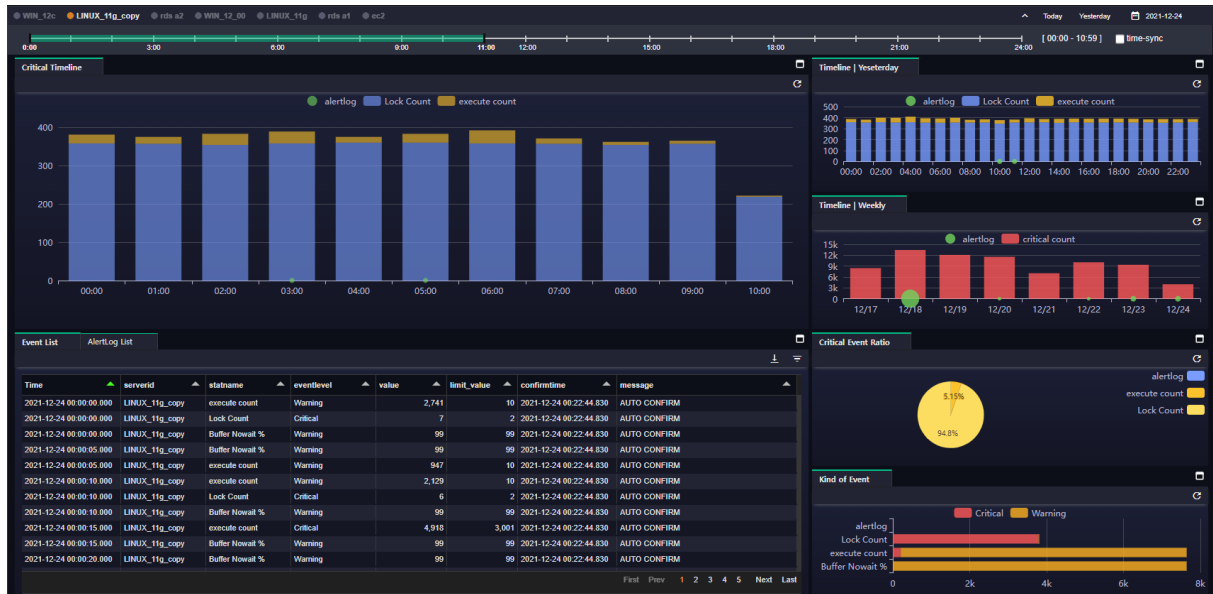 WIN_12c LINUX_11g_copy rds a2 WIN_12_00 LINUX_11g rds a1 ec2 Today Yesterday 2021-12-24
0:00 3:00 6:00 9:00 11:00 12:00 15:00 18:00 21:00 24:00 [ 00:00 - 10:59 ] time-sync
Critical Timeline
alertlog Lock Count execute count
400
300
200
100
0
00:00 01:00 02:00 03:00 04:00 05:00 06:00 07:00 08:00 09:00 10:00
Timeline | Yeseterday
alertlog Lock Count execute count
500
400
300
200
100
0
00:00 02:00 04:00 06:00 08:00 10:00 12:00 14:00 16:00 18:00 20:00 22:00
Timeline | Weekly
alertlog critical count
15k
12k
9k
6k
3k
0
12/17 12/18 12/19 12/20 12/21 12/22 12/23 12/24
Event List AlertLog List
Time serverid statname eventlevel value limit_value confirmtime message
2021-12-24 00:00:00.000 LINUX_11g_copy execute count Warning 2,741 10 2021-12-24 00:22:44.830 AUTO CONFIRM
2021-12-24 00:00:00.000 LINUX_11g_copy Lock Count Critical 7 2 2021-12-24 00:22:44.830 AUTO CONFIRM
2021-12-24 00:00:00.000 LINUX_11g_copy Buffer Nowait % Warning 99 99 2021-12-24 00:22:44.830 AUTO CONFIRM
2021-12-24 00:00:05.000 LINUX_11g_copy Buffer Nowait % Warning 99 99 2021-12-24 00:22:44.830 AUTO CONFIRM
2021-12-24 00:00:05.000 LINUX_11g_copy execute count Warning 947 10 2021-12-24 00:22:44.830 AUTO CONFIRM
2021-12-24 00:00:10.000 LINUX_11g_copy execute count Warning 2,129 10 2021-12-24 00:22:44.830 AUTO CONFIRM
2021-12-24 00:00:10.000 LINUX_11g_copy Lock Count Critical 6 2 2021-12-24 00:22:44.830 AUTO CONFIRM
2021-12-24 00:00:10.000 LINUX_11g_copy Buffer Nowait % Warning 99 99 2021-12-24 00:22:44.830 AUTO CONFIRM
2021-12-24 00:00:15.000 LINUX_11g_copy execute count Critical 4,918 3,001 2021-12-24 00:22:44.830 AUTO CONFIRM
2021-12-24 00:00:15.000 LINUX_11g_copy Buffer Nowait % Warning 99 99 2021-12-24 00:22:44.830 AUTO CONFIRM
2021-12-24 00:00:20.000 LINUX_11g_copy Buffer Nowait % Warning 99 99 2021-12-24 00:22:44.830 AUTO CONFIRM
First Prev 1 2 3 4 5 Next Last
Critical Event Ratio
alertlog
execute count
Lock Count
5.15%
94.8%
Kind of Event
Critical Warning
alertlog
Lock Count
execute count
Buffer Nowait %
0 2k 4k 6k 8k